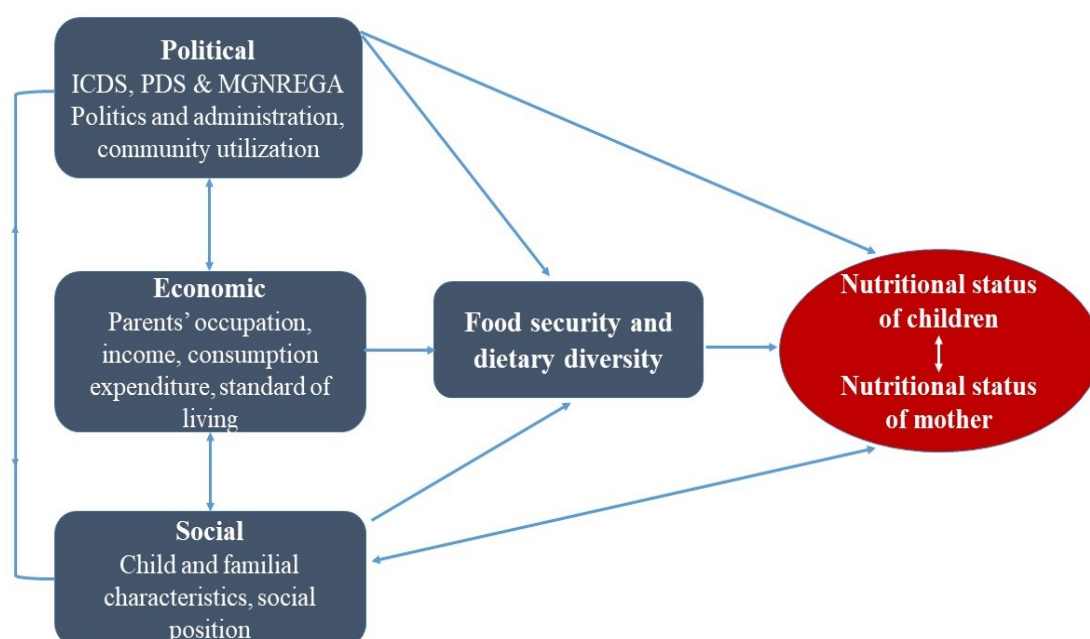 Political
ICDS, PDS & MGNREGA
Politics and administration,
community utilization
Economic
Parents’ occupation,
income, consumption
expenditure, standard of
living
Food security and
dietary diversity
Nutritional status
of children
Nutritional status
of mother
Social
Child and familial
characteristics, social
position